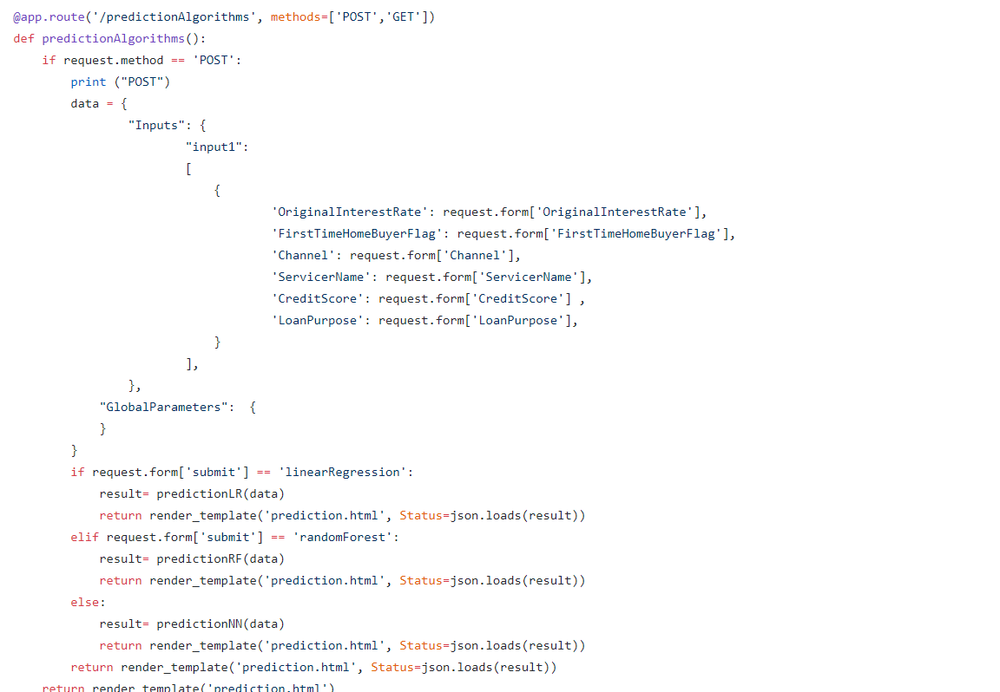 @app.route('/predictionAlgorithms', methods=['POST','GET'])
def predictionAlgorithms():
    if request.method == 'POST':
        print ("POST")
        data = {
                "Inputs": {
                        "input1":
                        [
                            {
                                    'OriginalInterestRate': request.form['OriginalInterestRate'],
                                    'FirstTimeHomeBuyerFlag': request.form['FirstTimeHomeBuyerFlag'],
                                    'Channel': request.form['Channel'],
                                    'ServicerName': request.form['ServicerName'],
                                    'CreditScore': request.form['CreditScore'] ,
                                    'LoanPurpose': request.form['LoanPurpose'],
                            }
                        ],
                },
            "GlobalParameters":  {
            }
        }
        if request.form['submit'] == 'linearRegression':
            result= predictionLR(data)
            return render_template('prediction.html', Status=json.loads(result))
        elif request.form['submit'] == 'randomForest':
            result= predictionRF(data)
            return render_template('prediction.html', Status=json.loads(result))
        else:
            result= predictionNN(data)
            return render_template('prediction.html', Status=json.loads(result))
        return render_template('prediction.html', Status=json.loads(result))
    return render_template('prediction.html')